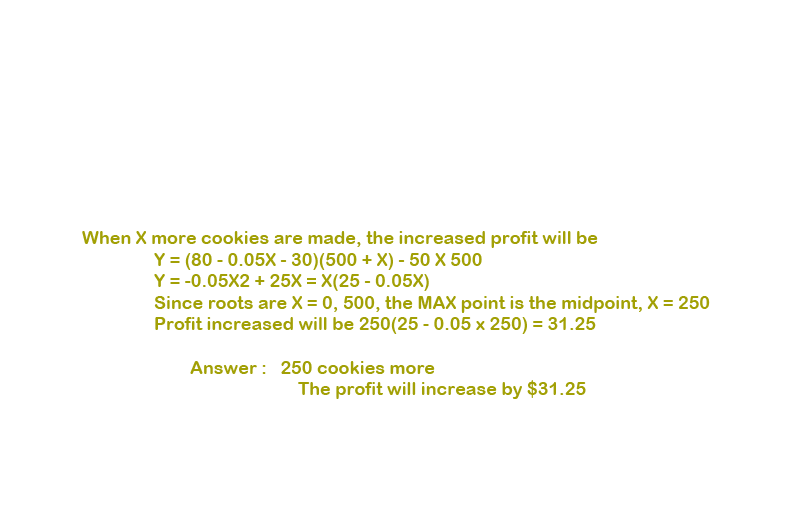 When X more cookies are made, the increased profit will be
Y = (80 - 0.05X - 30)(500 + X) - 50 X 500
Y = -0.05X2 + 25X = X(25 - 0.05X)
Since roots are X = 0, 500, the MAX point is the midpoint, X = 250
Profit increased will be 250(25 - 0.05 x 250) = 31.25
Answer : 250 cookies more
The profit will increase by $31.25